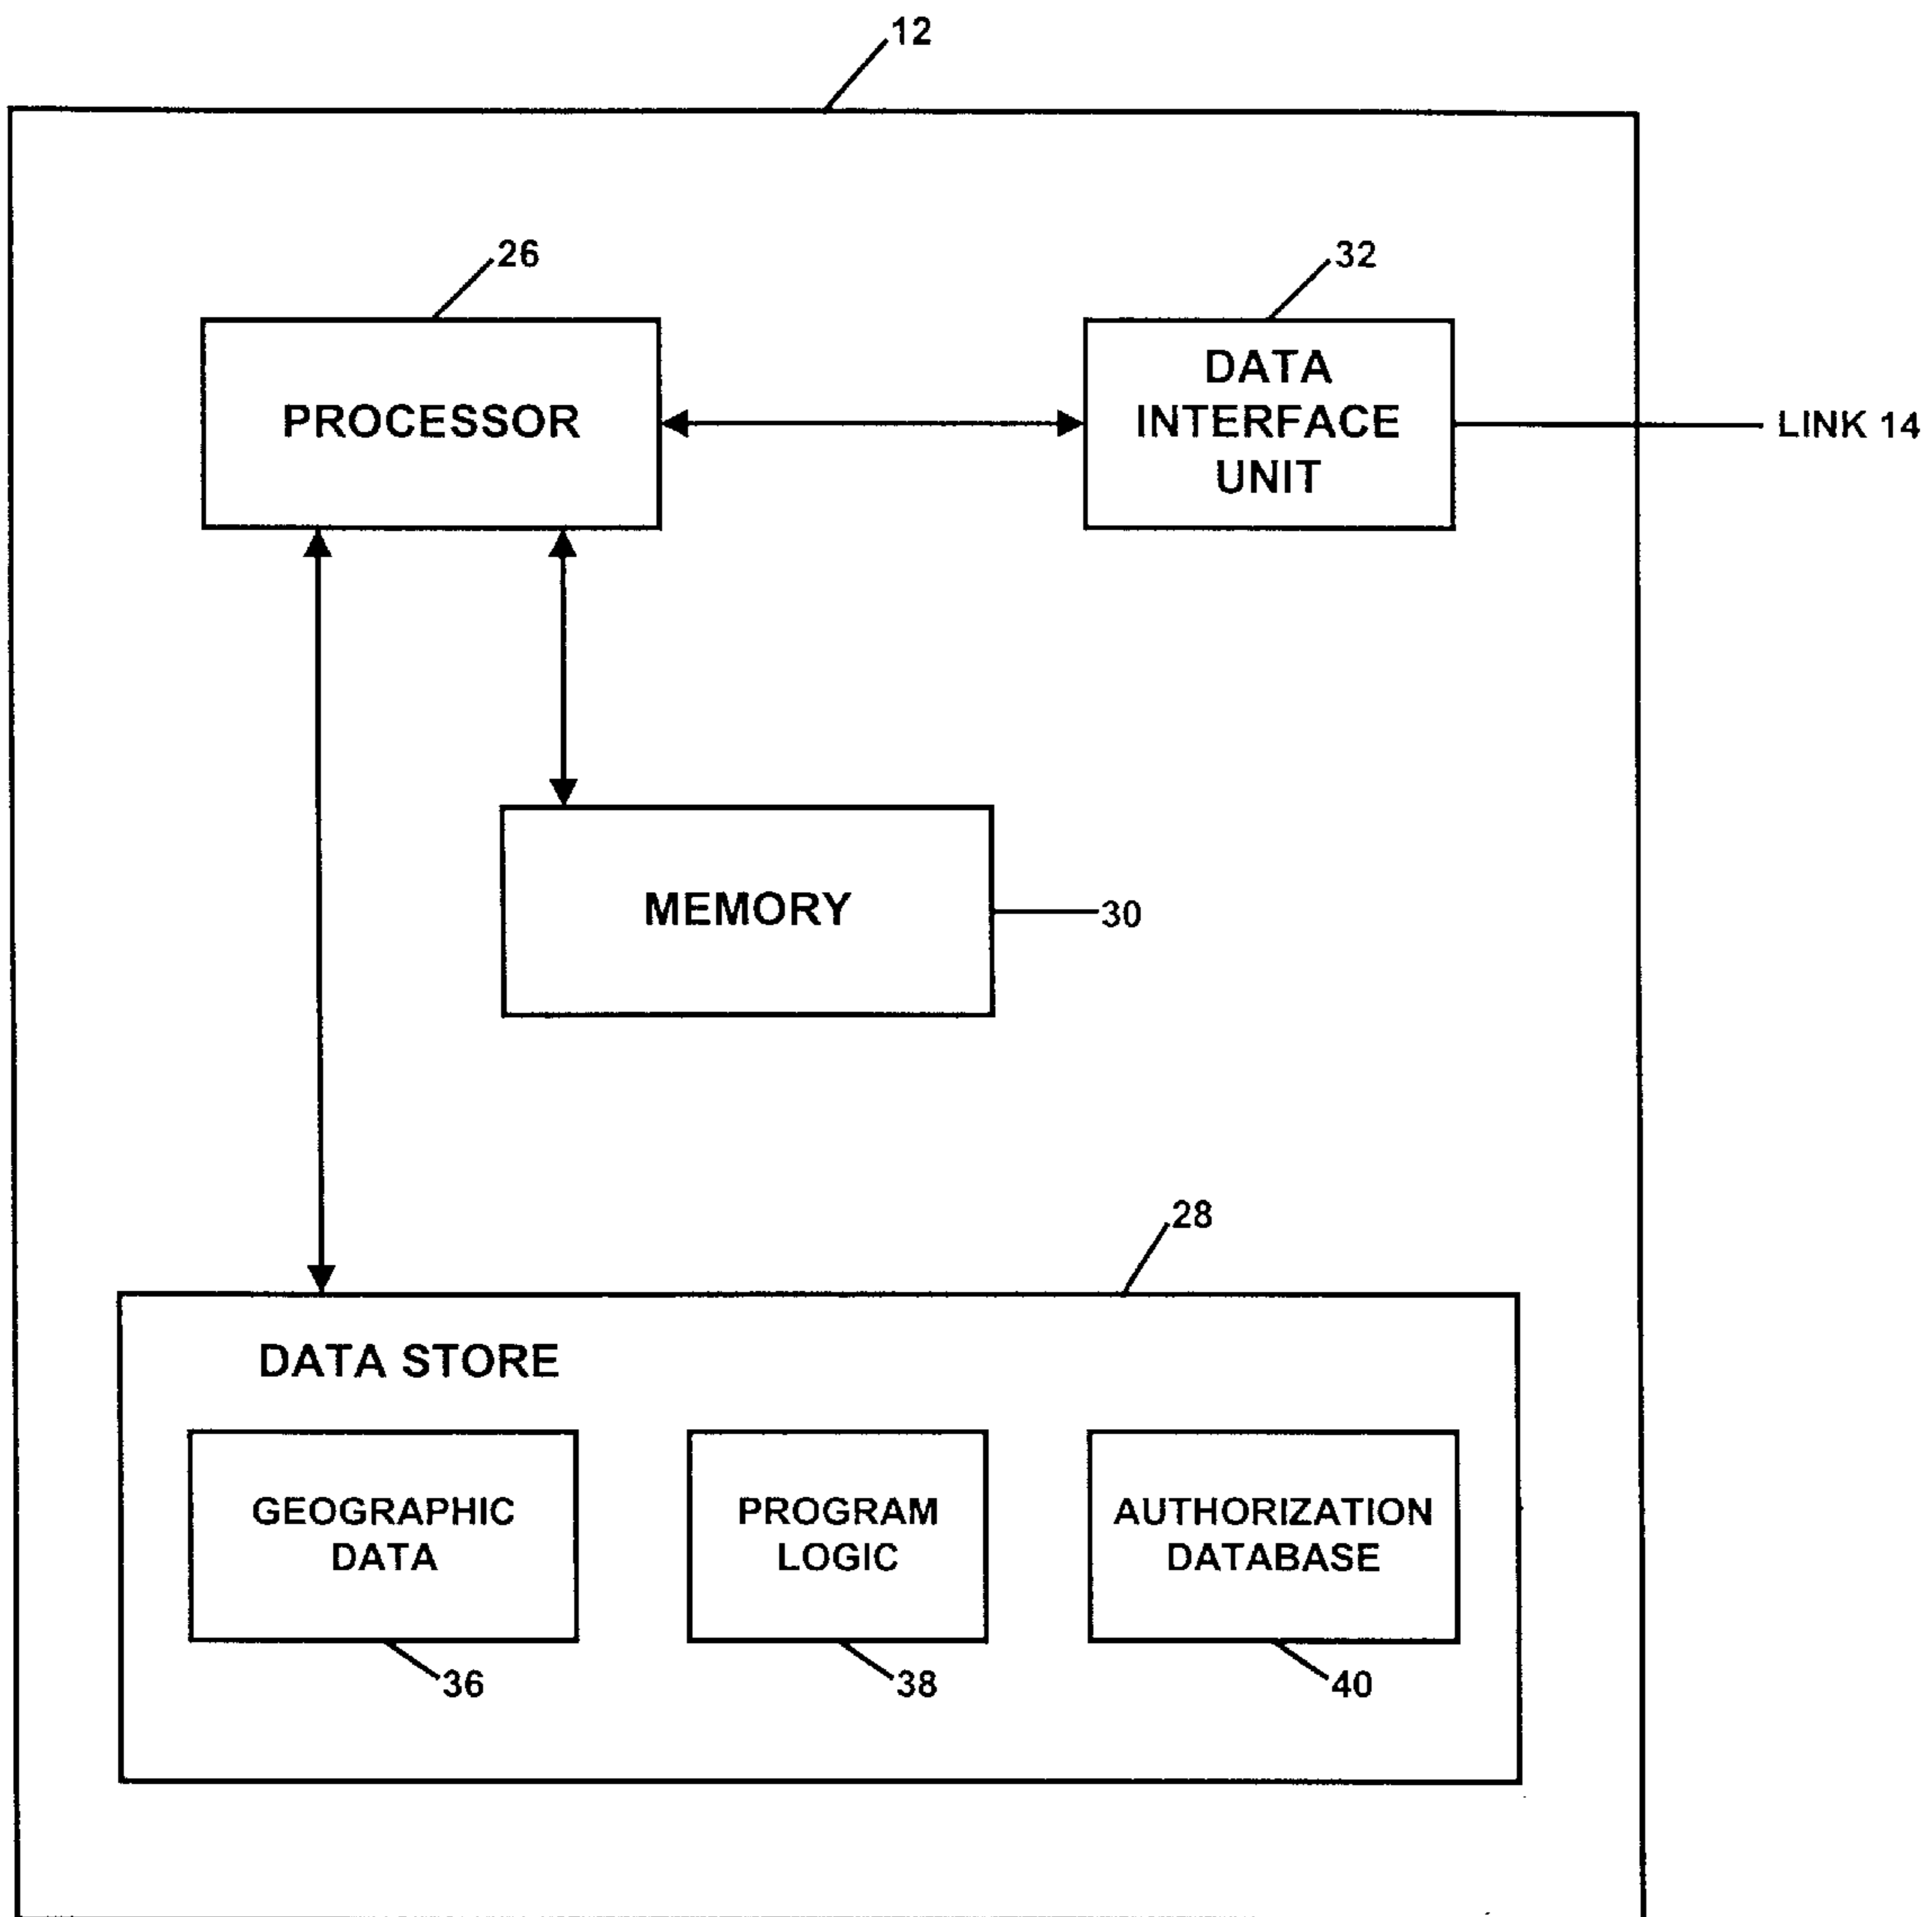 12
26
32
PROCESSOR
DATA
INTERFACE
UNIT
LINK 14
MEMORY
30
28
DATA STORE
GEOGRAPHIC
DATA
PROGRAM
LOGIC
AUTHORIZATION
DATABASE
36
38
40